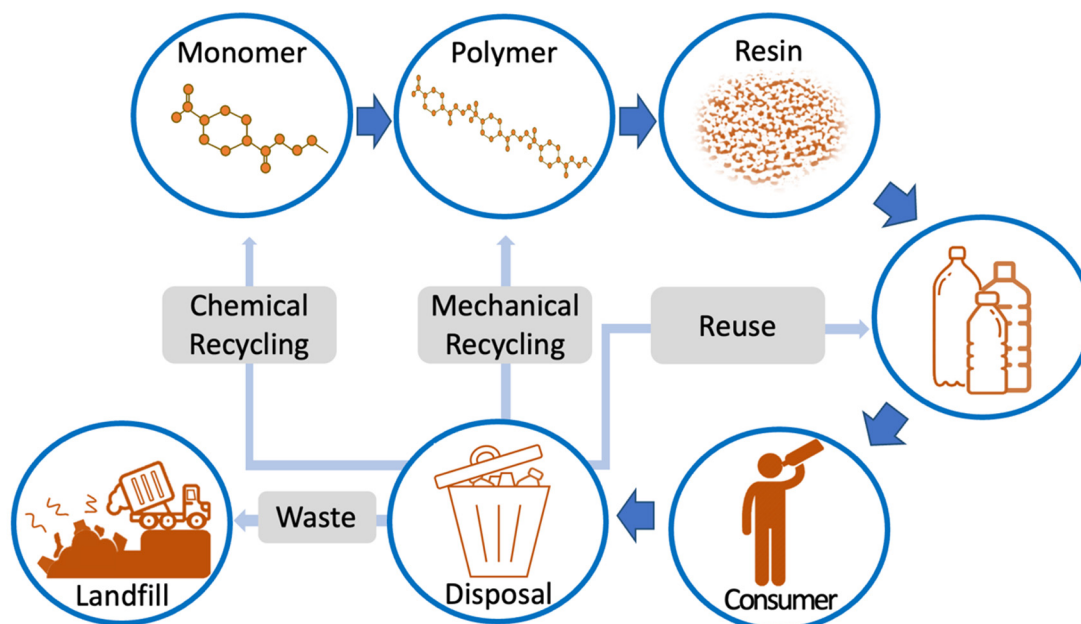 Monomer
Polymer
Resin
Chemical
Recycling
Mechanical
Recycling
Reuse
Waste
Landfill
Disposal
Consumer